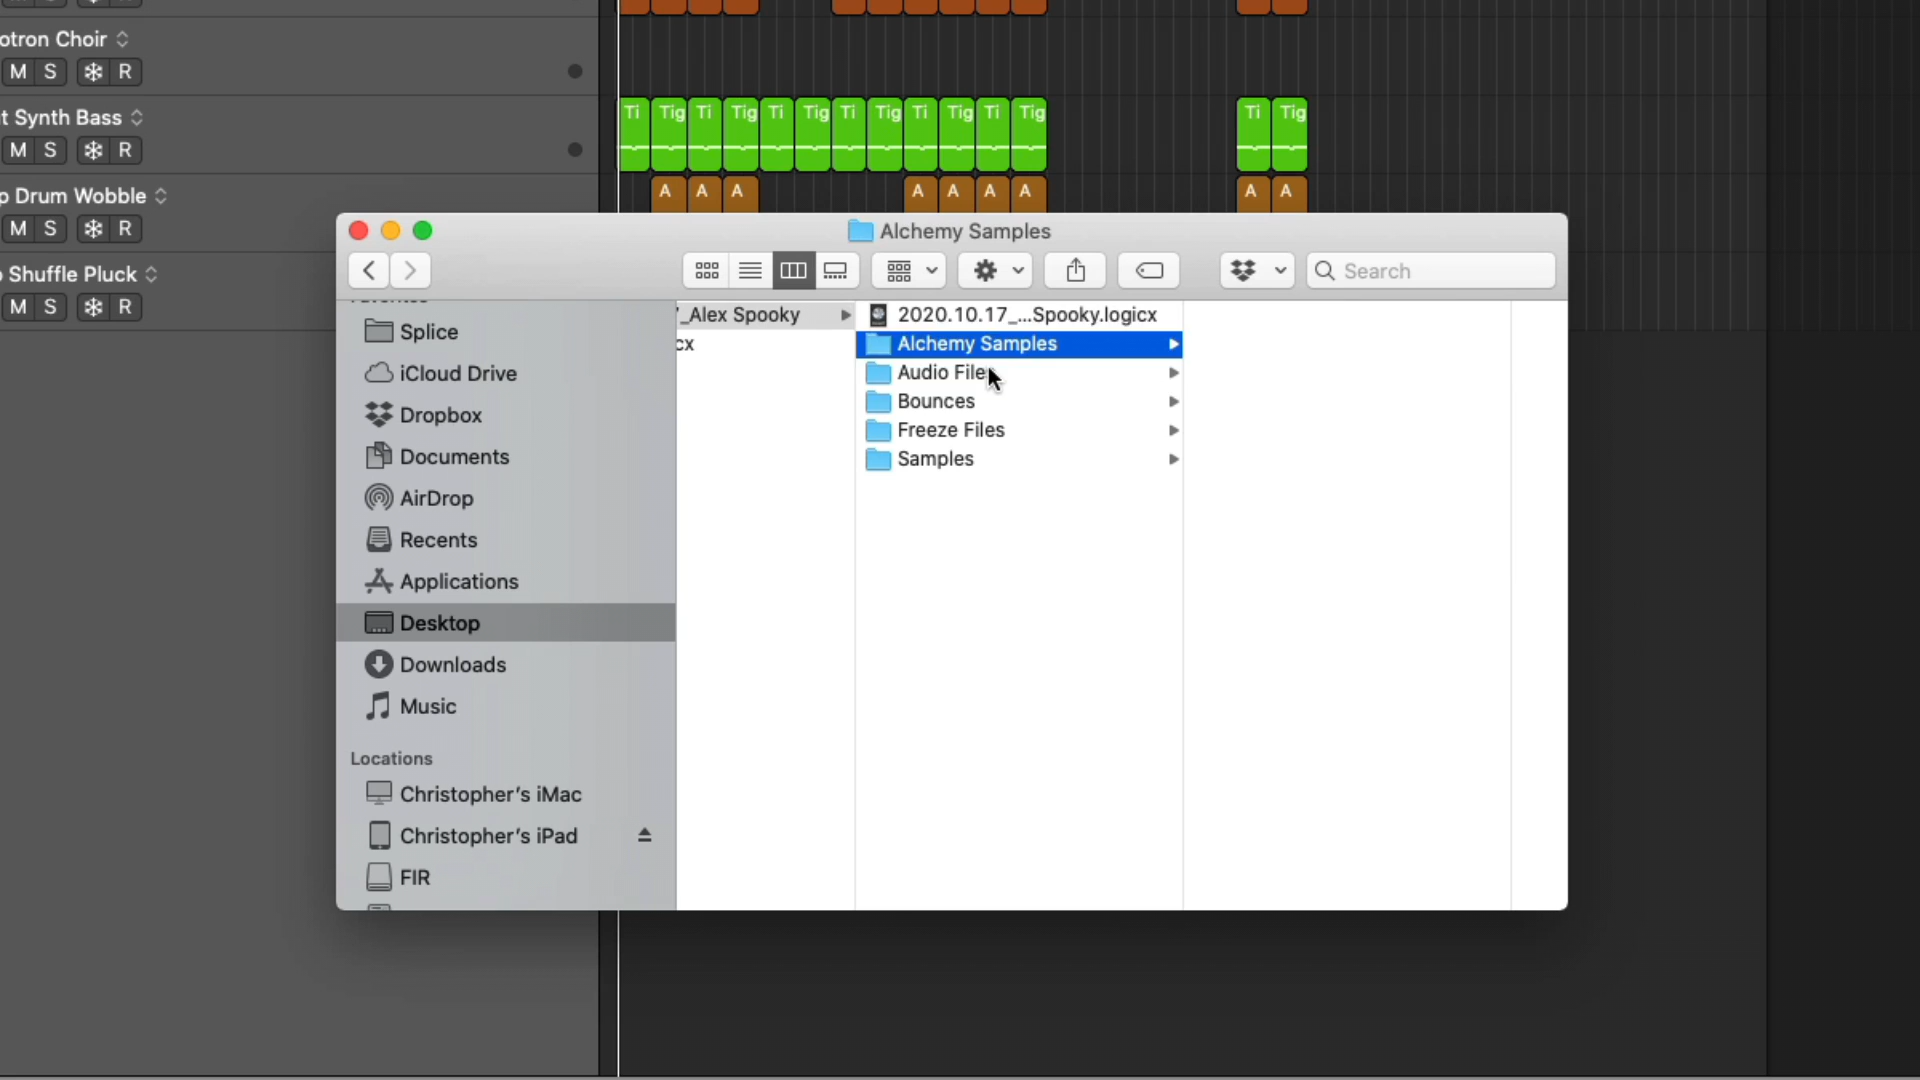 otron Choir
M S R
t Synth Bass
M S R
Ti Tig Ti Tig Ti Tig Ti Tig Ti Tig Ti Tig Ti Tig
p Drum Wobble
M S R
A A A A A A A A A
Shuffle Pluck
M S R
Alchemy Samples
Search
Splice
iCloud Drive
Dropbox
Documents
AirDrop
Recents
Applications
Desktop
Downloads
Music
Locations
Christopher's iMac
Christopher's iPad
FIR
_Alex Spooky
cx
2020.10.17_...Spooky.logicx
Alchemy Samples
Audio File
Bounces
Freeze Files
Samples